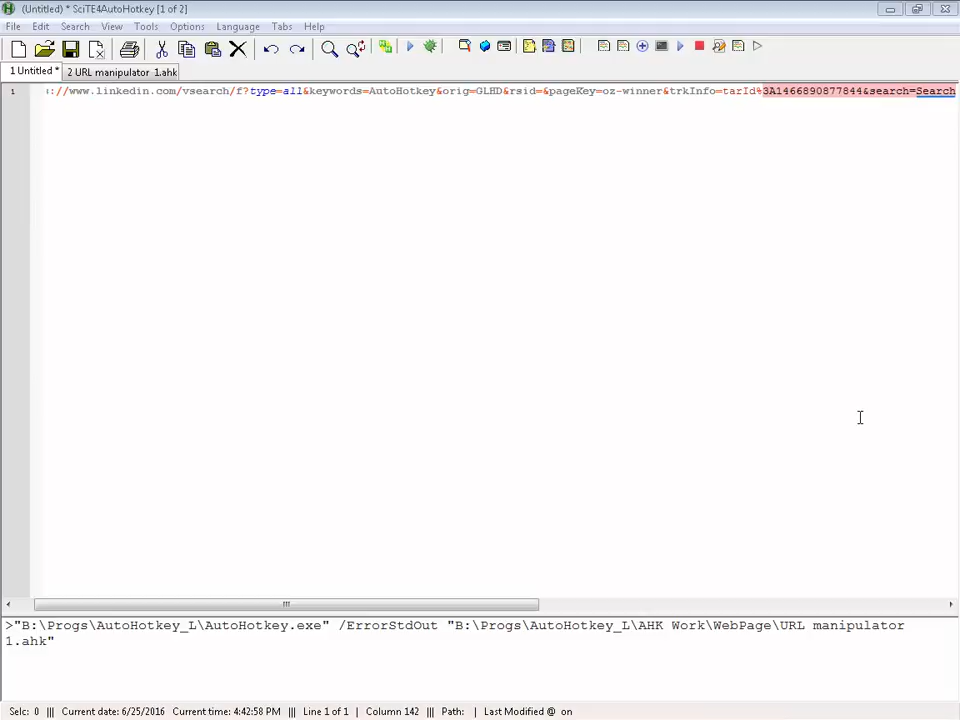 (Untitled) * SciTE4AutoHotkey [1 of 2]
File Edit Search View Tools Options Language Tabs Help
1 Untitled * 2 URL manipulator 1.ahk
1 ://www.linkedin.com/vsearch/f?type=all&keywords=AutoHotkey&orig=GLHD&rsid=&pageKey=oz-winner&trkInfo=tarId%3A1466890877844&search=Search
>"B:\Progs\AutoHotkey_L\AutoHotkey.exe" /ErrorStdOut "B:\Progs\AutoHotkey_L\AHK Work\WebPage\URL manipulator
1.ahk"
Selc: 0 ||| Current date: 6/25/2016 Current time: 4:42:58 PM ||| Line 1 of 1 | Column 142 ||| Path: | Last Modified @ on